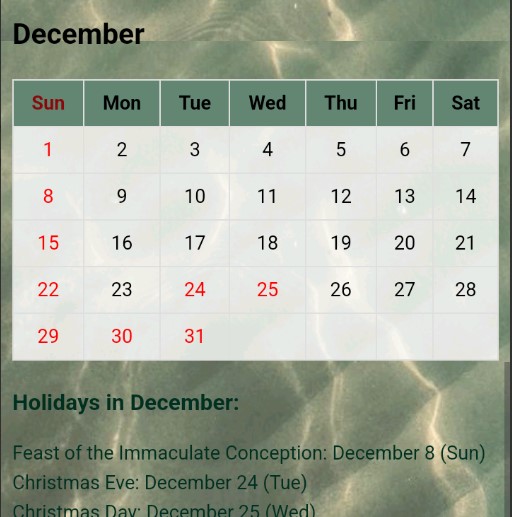 December
Sun Mon Tue Wed Thu Fri Sat
1 2 3 4 5 6 7
8 9 10 11 12 13 14
15 16 17 18 19 20 21
22 23 24 25 26 27 28
29 30 31
Holidays in December:
Feast of the Immaculate Conception: December 8 (Sun)
Christmas Eve: December 24 (Tue)
Christmas Day: December 25 (Wed)